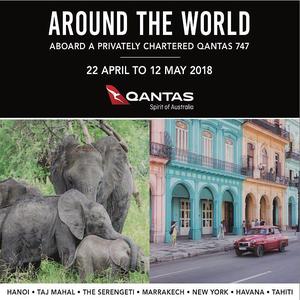 AROUND THE WORLD
ABOARD A PRIVATELY CHARTERED QANTAS 747
22 APRIL TO 12 MAY 2018
QANTAS
Spirit of Australia
HANOI • TAJ MAHAL • THE SERENGETI • MARRAKECH • NEW YORK • HAVANA • TAHITI